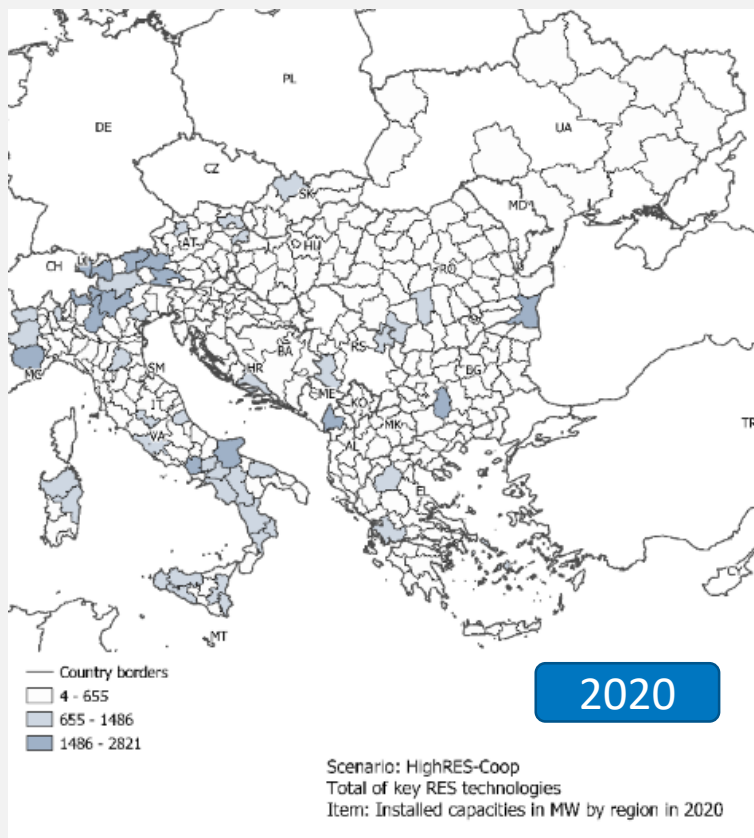 PL
DE
UA
CZ
SK
MD
AT
HU
CH
RO
BA
RS
HR
SM
MC
BG
ME
KO
IT
VA
MK
AL
TR
EL
CY
MT
Country borders
4 - 655
655 - 1486
1486 - 2821
2020
Scenario: HighRES-Coop
Total of key RES technologies
Item: Installed capacities in MW by region in 2020